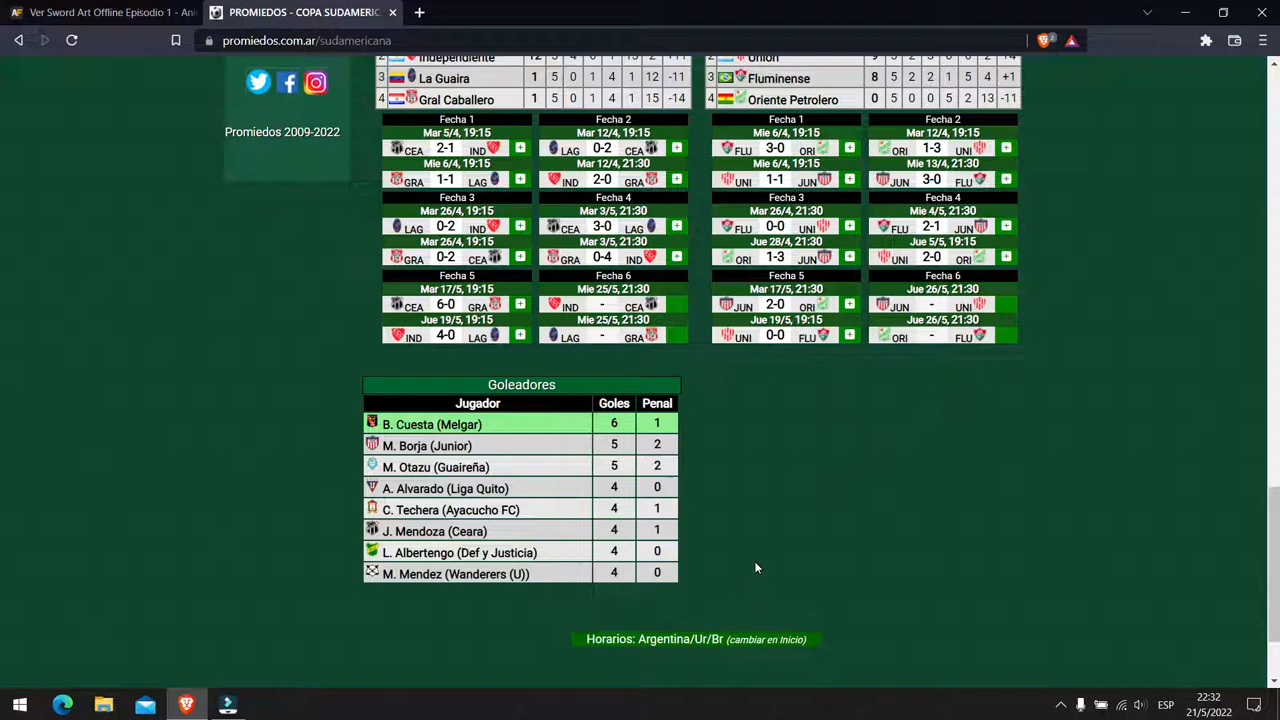 Ver Sword Art Offline Episodio 1 - Ani
PROMIEDOS - COPA SUDAMERIC
promiedos.com.ar/sudamericana
2
Promiedos 2009-2022
2 Independiente 12 5 4 0 1 13 2 +11
3 La Guaira 1 5 0 1 4 1 12 -11
4 Gral Caballero 1 5 0 1 4 1 15 -14
Fecha 1
Mar 5/4, 19:15
CEA 2-1 IND
Mie 6/4, 19:15
GRA 1-1 LAG
Fecha 2
Mar 12/4, 19:15
LAG 0-2 CEA
Mar 12/4, 21:30
IND 2-0 GRA
Fecha 3
Mar 26/4, 19:15
LAG 0-2 IND
Mar 26/4, 19:15
GRA 0-2 CEA
Fecha 4
Mar 3/5, 21:30
CEA 3-0 LAG
Mar 3/5, 21:30
GRA 0-4 IND
Fecha 5
Mar 17/5, 19:15
CEA 6-0 GRA
Jue 19/5, 19:15
IND 4-0 LAG
Fecha 6
Mie 25/5, 21:30
IND - CEA
Mie 25/5, 21:30
LAG - GRA
Union
3 Fluminense 8 5 2 2 1 5 4 +1
4 Oriente Petrolero 0 5 0 0 5 2 13 -11
Fecha 1
Mie 6/4, 19:15
FLU 3-0 ORI
Mie 6/4, 19:15
UNI 1-1 JUN
Fecha 2
Mar 12/4, 19:15
ORI 1-3 UNI
Mie 13/4, 21:30
JUN 3-0 FLU
Fecha 3
Mar 26/4, 21:30
FLU 0-0 UNI
Jue 28/4, 21:30
ORI 1-3 JUN
Fecha 4
Mie 4/5, 21:30
FLU 2-1 JUN
Jue 5/5, 19:15
UNI 2-0 ORI
Fecha 5
Mar 17/5, 21:30
JUN 2-0 ORI
Jue 19/5, 21:30
UNI 0-0 FLU
Fecha 6
Jue 26/5, 21:30
JUN - UNI
Jue 26/5, 21:30
ORI - FLU
Goleadores
Jugador Goles Penal
B. Cuesta (Melgar) 6 1
M. Borja (Junior) 5 2
M. Otazu (Guaireña) 5 2
A. Alvarado (Liga Quito) 4 0
C. Techera (Ayacucho FC) 4 1
J. Mendoza (Ceara) 4 1
L. Albertengo (Def y Justicia) 4 0
M. Mendez (Wanderers (U)) 4 0
Horarios: Argentina/Ur/Br (cambiar en Inicio)
ESP
22:32
21/5/2022